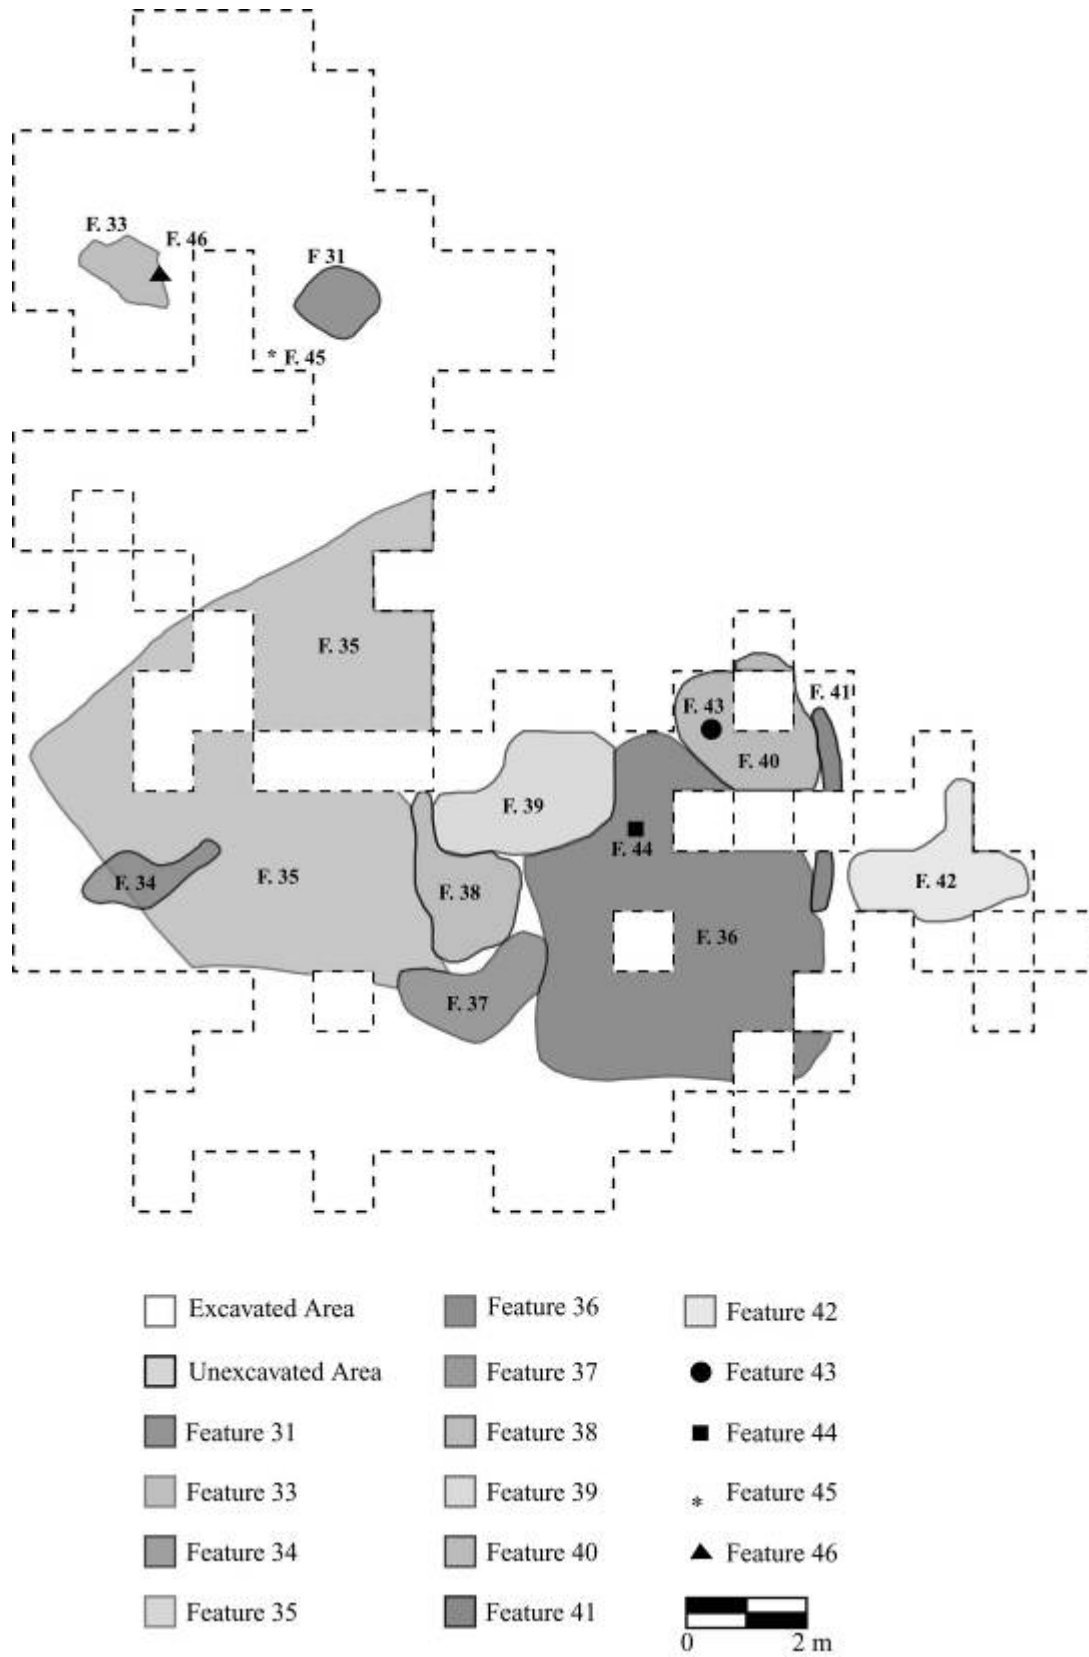 F. 33
F. 46
F 31
* F. 45
F. 35
F. 41
F. 43
F. 40
F. 39
F. 44
F. 34
F. 35
F. 38
F. 42
F. 36
F. 37
Excavated Area
Unexcavated Area
Feature 31
Feature 33
Feature 34
Feature 35
Feature 36
Feature 37
Feature 38
Feature 39
Feature 40
Feature 41
Feature 42
Feature 43
Feature 44
* Feature 45
Feature 46
0 2 m